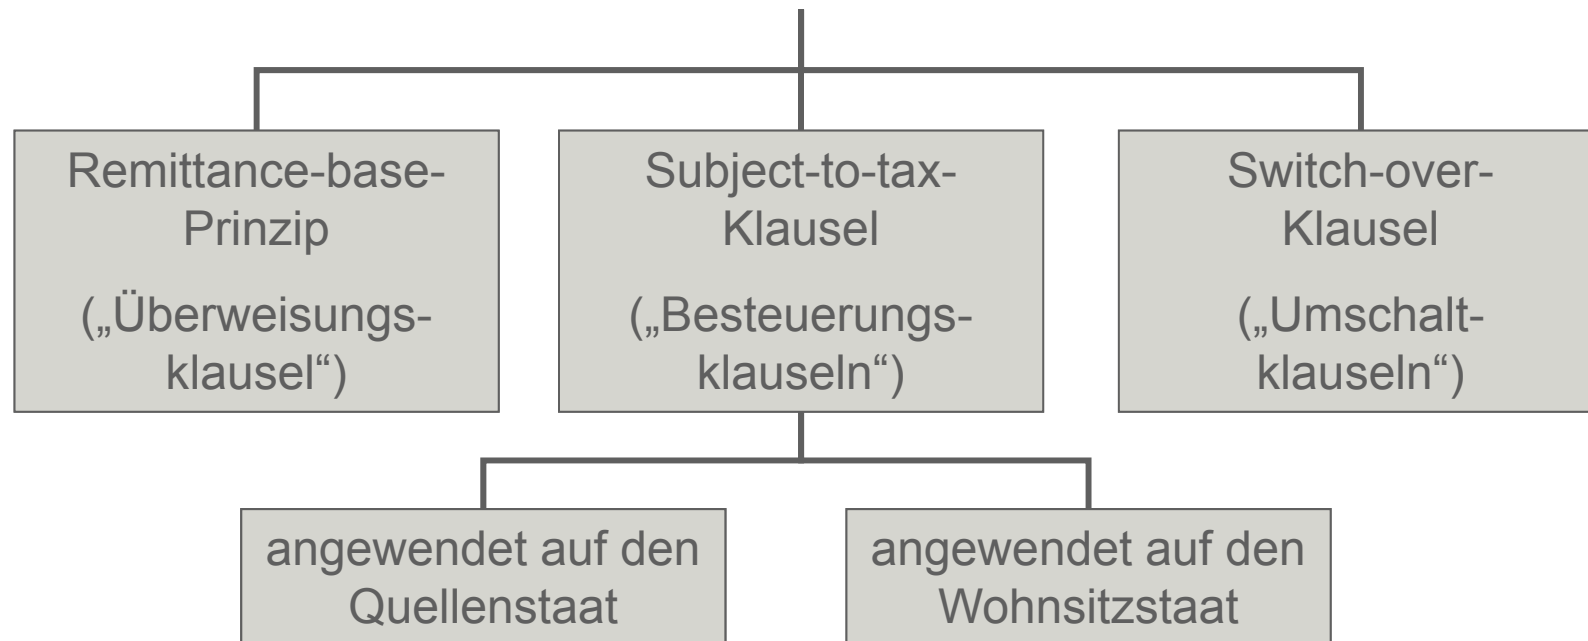 Remittance-base-
Prinzip
(„Überweisungs-
klausel“)
Subject-to-tax-
Klausel
(„Besteuerungs-
klauseln“)
Switch-over-
Klausel
(„Umschalt-
klauseln“)
angewendet auf den
Quellenstaat
angewendet auf den
Wohnsitzstaat